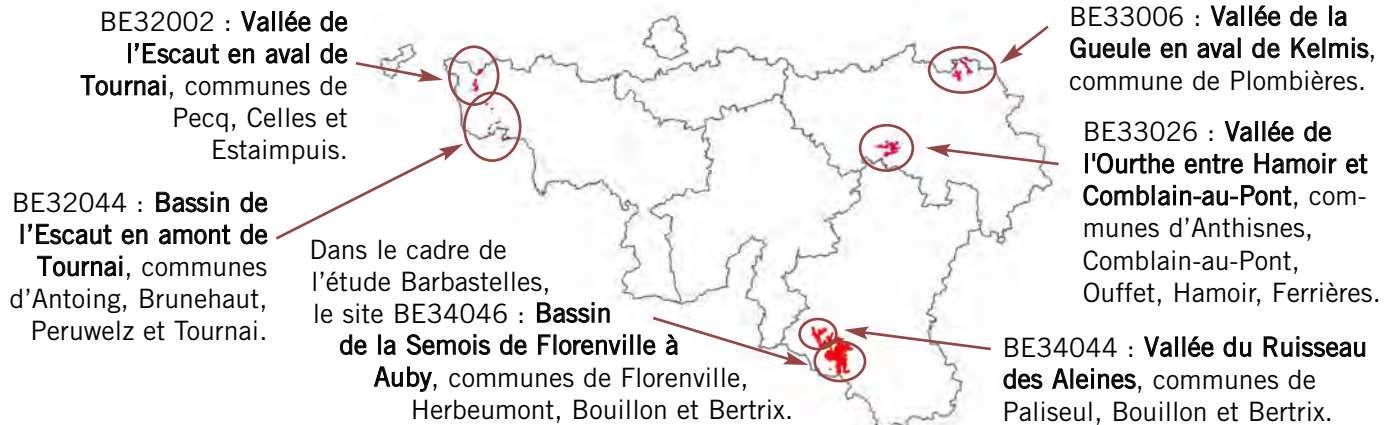 BE32002 : Vallée de
l'Escaut en aval de
Tournai, communes de
Pecq, Celles et
Estaimpuis.
BE32044 : Bassin de
l'Escaut en amont de
Tournai, communes
d'Antoing, Brunehaut,
Peruwelz et Tournai.
Dans le cadre de
l'étude Barbastelles,
le site BE34046 : Bassin
de la Semois de Florenville à
Auby, communes de Florenville,
Herbeumont, Bouillon et Bertrix.
BE33006 : Vallée de la
Gueule en aval de Kelmis,
commune de Plombières.
BE33026 : Vallée de
l'Ourthe entre Hamoir et
Comblain-au-Pont, com-
munes d'Anthisnes,
Comblain-au-Pont,
Ouffet, Hamoir, Ferrières.
BE34044 : Vallée du Ruisseau
des Aleines, communes de
Paliseul, Bouillon et Bertrix.